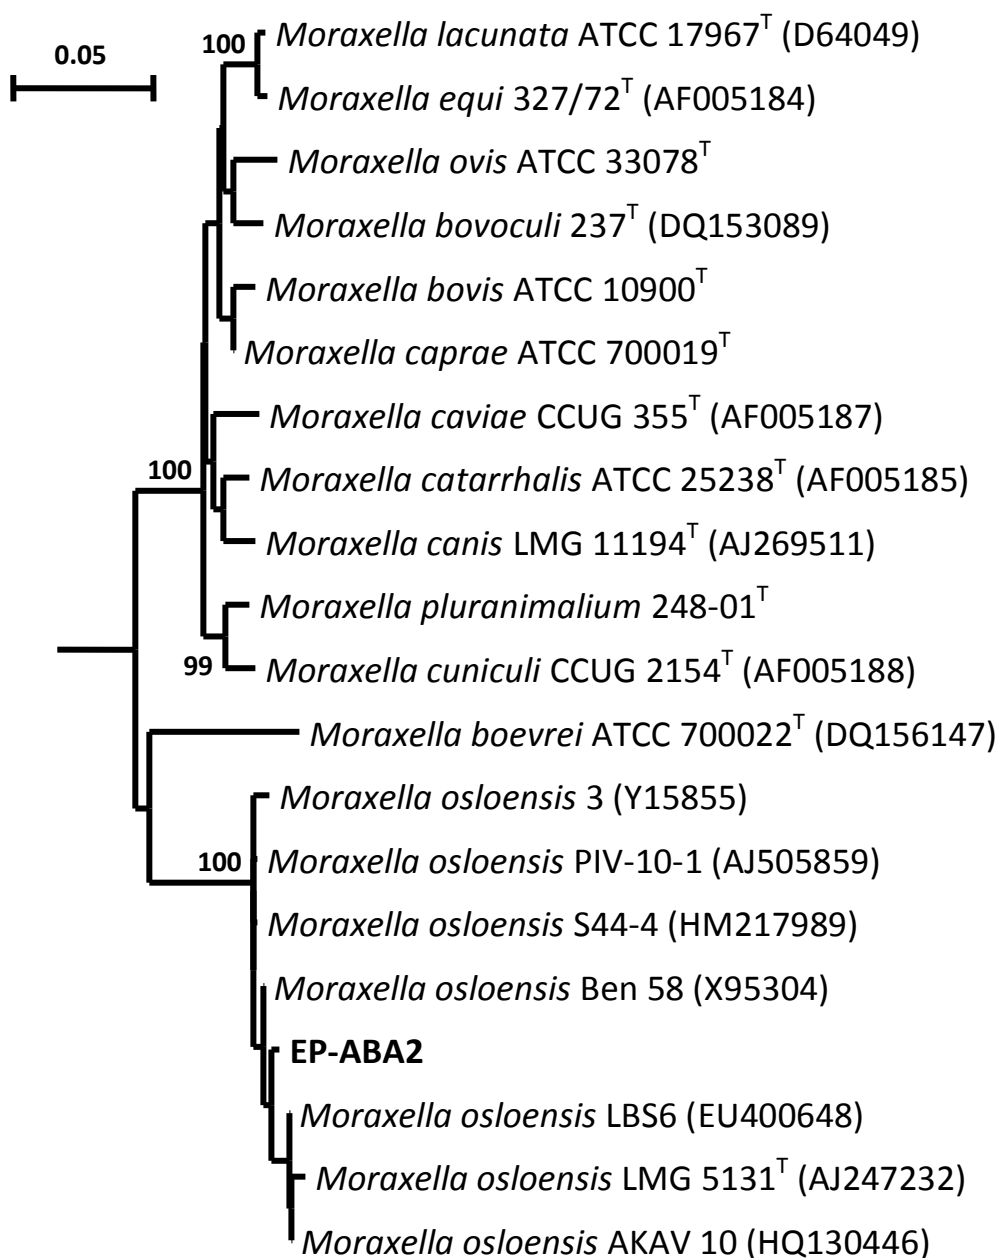 100
Moraxella lacunata ATCC 17967ᵀ (D64049)
0.05
Moraxella equi 327/72ᵀ (AF005184)
Moraxella ovis ATCC 33078ᵀ
Moraxella bovoculi 237ᵀ (DQ153089)
Moraxella bovis ATCC 10900ᵀ
Moraxella caprae ATCC 700019ᵀ
Moraxella caviae CCUG 355ᵀ (AF005187)
100
Moraxella catarrhalis ATCC 25238ᵀ (AF005185)
Moraxella canis LMG 11194ᵀ (AJ269511)
Moraxella pluranimalium 248-01ᵀ
99
Moraxella cuniculi CCUG 2154ᵀ (AF005188)
Moraxella boevrei ATCC 700022ᵀ (DQ156147)
Moraxella osloensis 3 (Y15855)
100
Moraxella osloensis PIV-10-1 (AJ505859)
Moraxella osloensis S44-4 (HM217989)
Moraxella osloensis Ben 58 (X95304)
EP-ABA2
Moraxella osloensis LBS6 (EU400648)
Moraxella osloensis LMG 5131ᵀ (AJ247232)
Moraxella osloensis AKAV 10 (HQ130446)